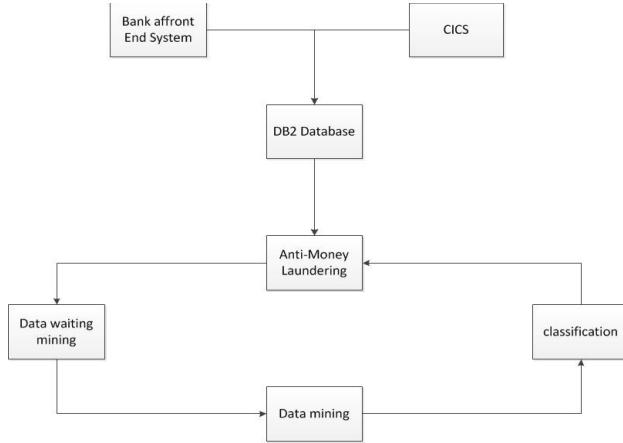 Bank affront
End System
CICS
DB2 Database
Anti-Money
Laundering
Data waiting
mining
classification
Data mining